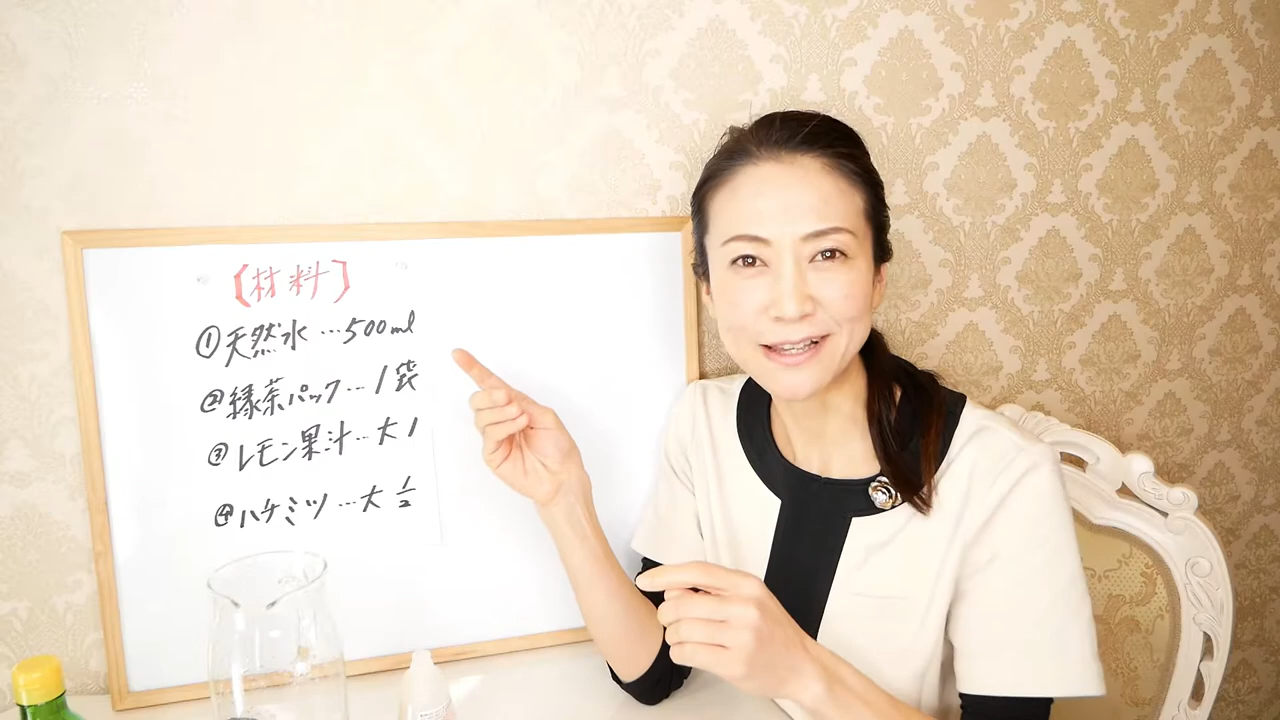 【材料】
①天然水…500ml
②緑茶パック…1袋
③レモン果汁…大1
④ハチミツ…大1/2